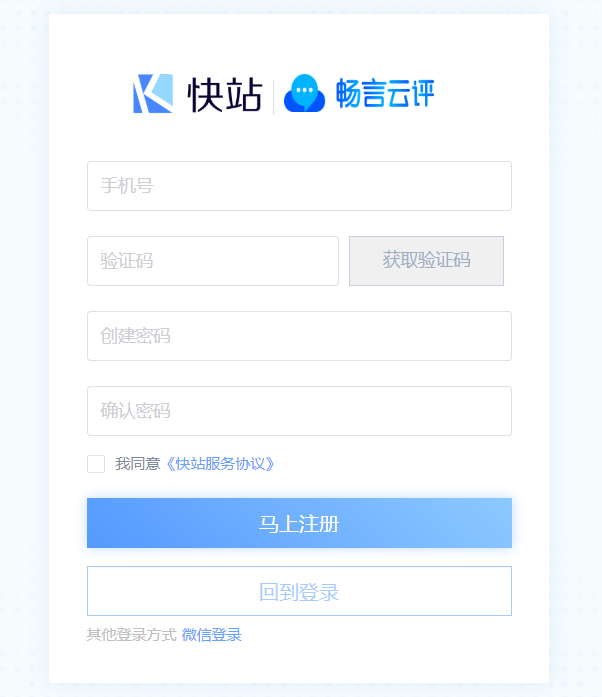 快站 畅言云评
手机号
验证码 获取验证码
创建密码
确认密码
我同意《快站服务协议》
马上注册
回到登录
其他登录方式 微信登录